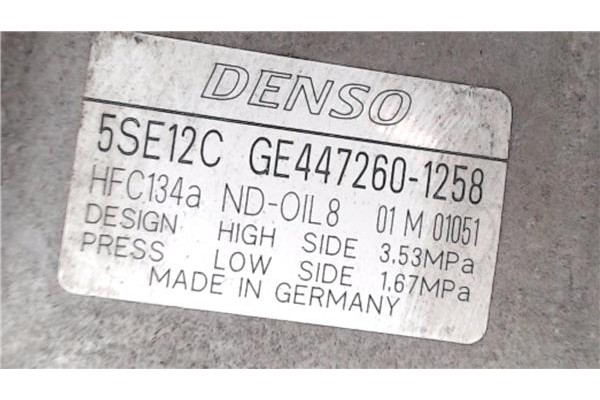 DENSO
5SE12C GE447260-1258
HFC134a ND-OIL8 01 M 01051
DESIGN HIGH SIDE 3.53MPa
PRESS LOW SIDE 1.67MPa
MADE IN GERMANY